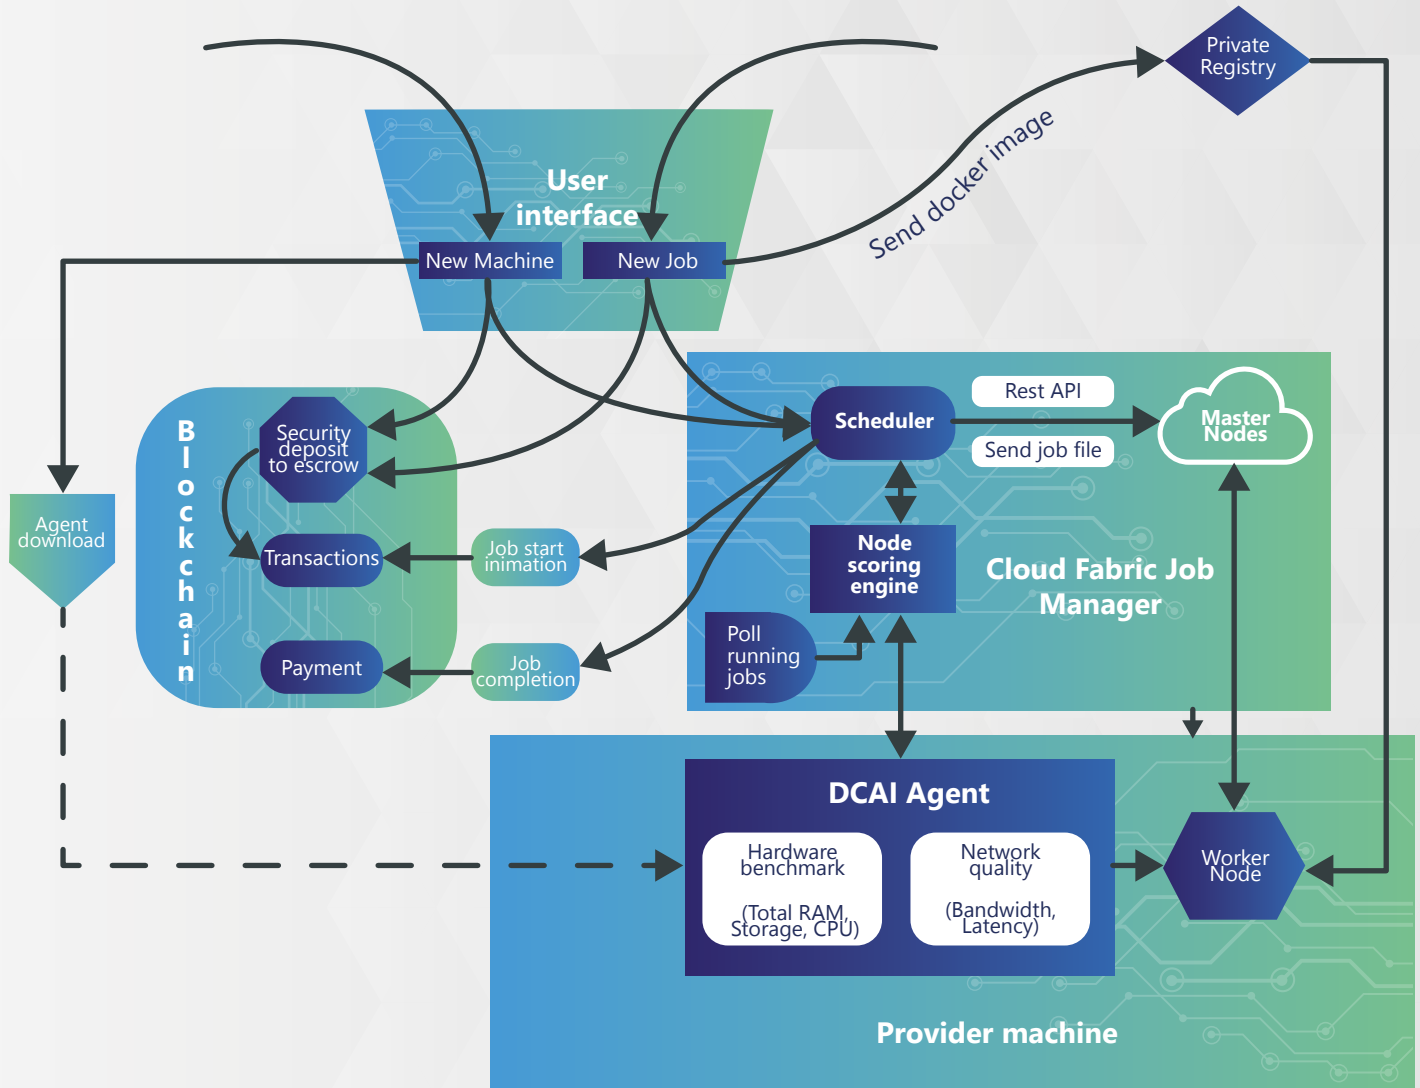 Private
Registry
Send docker image
User
interface
New Machine
New Job
Blockchain
Security
deposit
to escrow
Transactions
Payment
Agent
download
Job start
inimation
Job
completion
Scheduler
Rest API
Send job file
Master
Nodes
Node
scoring
engine
Cloud Fabric Job
Manager
Poll
running
jobs
DCAI Agent
Hardware
benchmark
(Total RAM,
Storage, CPU)
Network
quality
(Bandwidth,
Latency)
Worker
Node
Provider machine